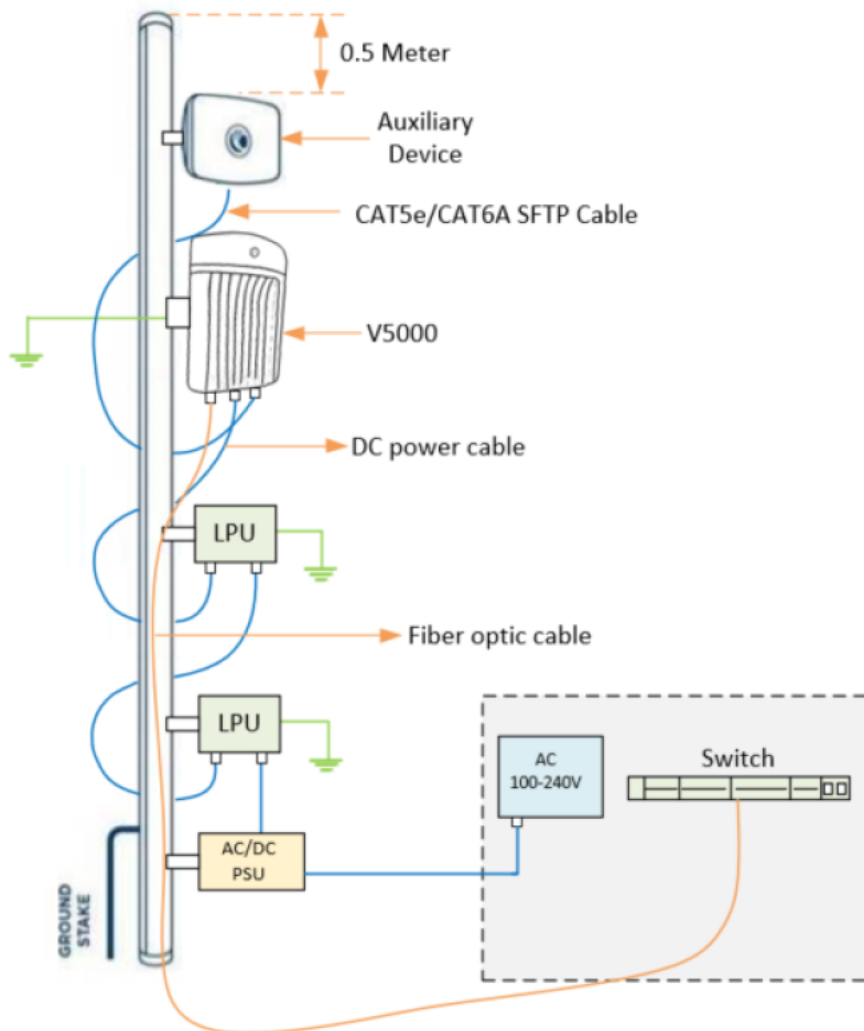 0.5 Meter
Auxiliary
Device
CAT5e/CAT6A SFTP Cable
V5000
DC power cable
LPU
Fiber optic cable
LPU
AC
100-240V
Switch
AC/DC
PSU
GROUND
STAKE